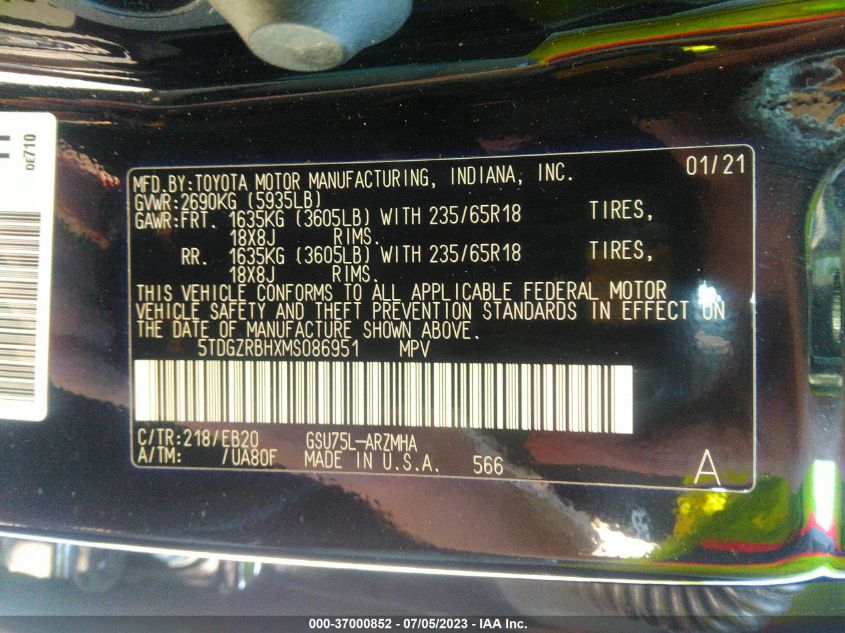 0E710
MFD.BY:TOYOTA MOTOR MANUFACTURING, INDIANA, INC. 01/21
GVWR:2690KG (5935LB)
GAWR:FRT. 1635KG (3605LB) WITH 235/65R18 TIRES,
18X8J RIMS.
RR. 1635KG (3605LB) WITH 235/65R18 TIRES,
18X8J RIMS.
THIS VEHICLE CONFORMS TO ALL APPLICABLE FEDERAL MOTOR
VEHICLE SAFETY AND THEFT PREVENTION STANDARDS IN EFFECT ON
THE DATE OF MANUFACTURE SHOWN ABOVE.
5TDGZRBHXMS086951 MPV
C/TR:218/EB20 GSU75L-ARZMHA
A/TM: /UA80F MADE IN U.S.A. 566 A
000-37000852 / 07/05/2023 - IAA Inc.